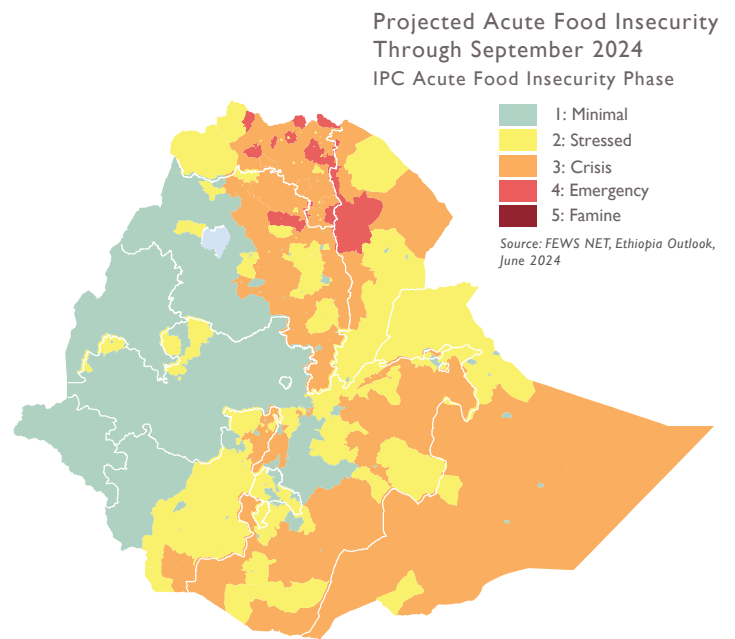 Projected Acute Food Insecurity
Through September 2024
IPC Acute Food Insecurity Phase
1: Minimal
2: Stressed
3: Crisis
4: Emergency
5: Famine
Source: FEWS NET, Ethiopia Outlook,
June 2024